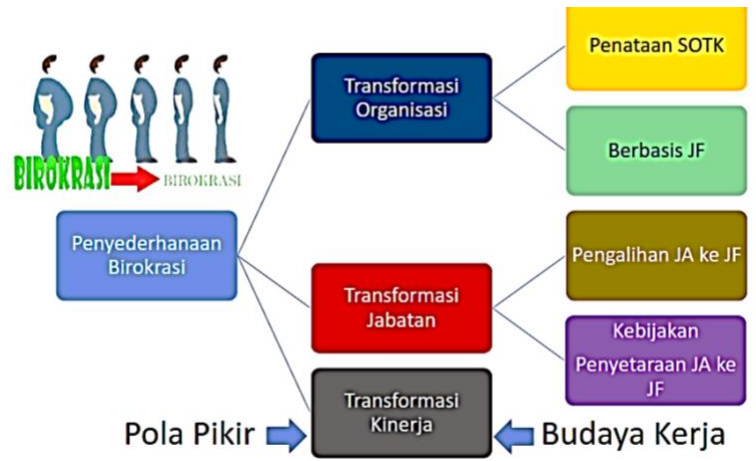 BIROKRASI
BIROKRASI
Penyederhanaan
Birokrasi
Transformasi
Organisasi
Penataan SOTK
Berbasis JF
Transformasi
Jabatan
Pengalihan JA ke JF
Kebijakan
Penyetaraan JA ke
JF
Transformasi
Kinerja
Pola Pikir
Budaya Kerja